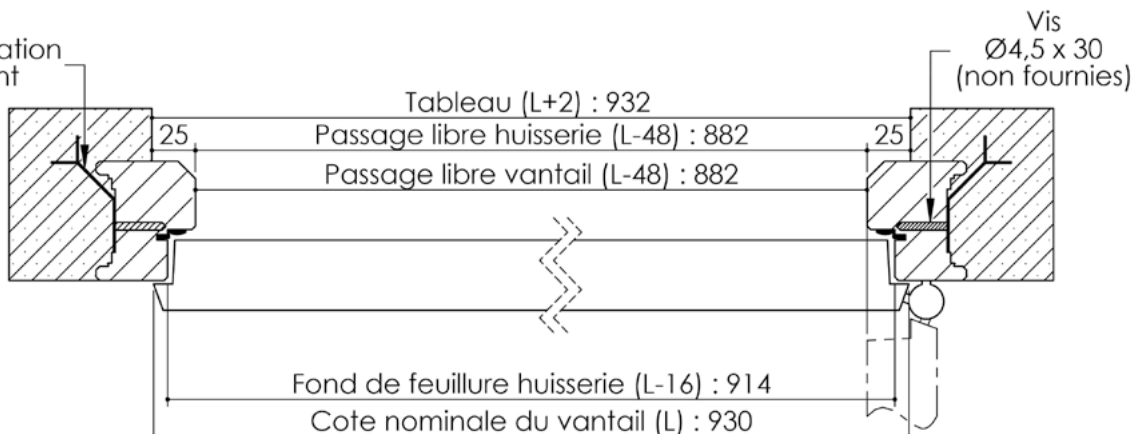 Vis
Ø4,5 x 30
(non fournies)
Tableau (L+2) : 932
25
Passage libre huisserie (L-48) : 882
25
Passage libre vantail (L-48) : 882
Fond de feuillure huisserie (L-16) : 914
Cote nominale du vantail (L) : 930